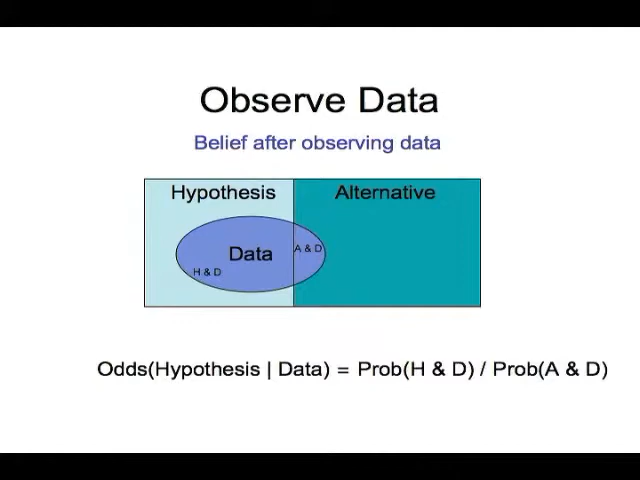 Observe Data
Belief after observing data
Hypothesis Alternative
Data A & D
H & D
Odds(Hypothesis | Data) = Prob(H & D) / Prob(A & D)